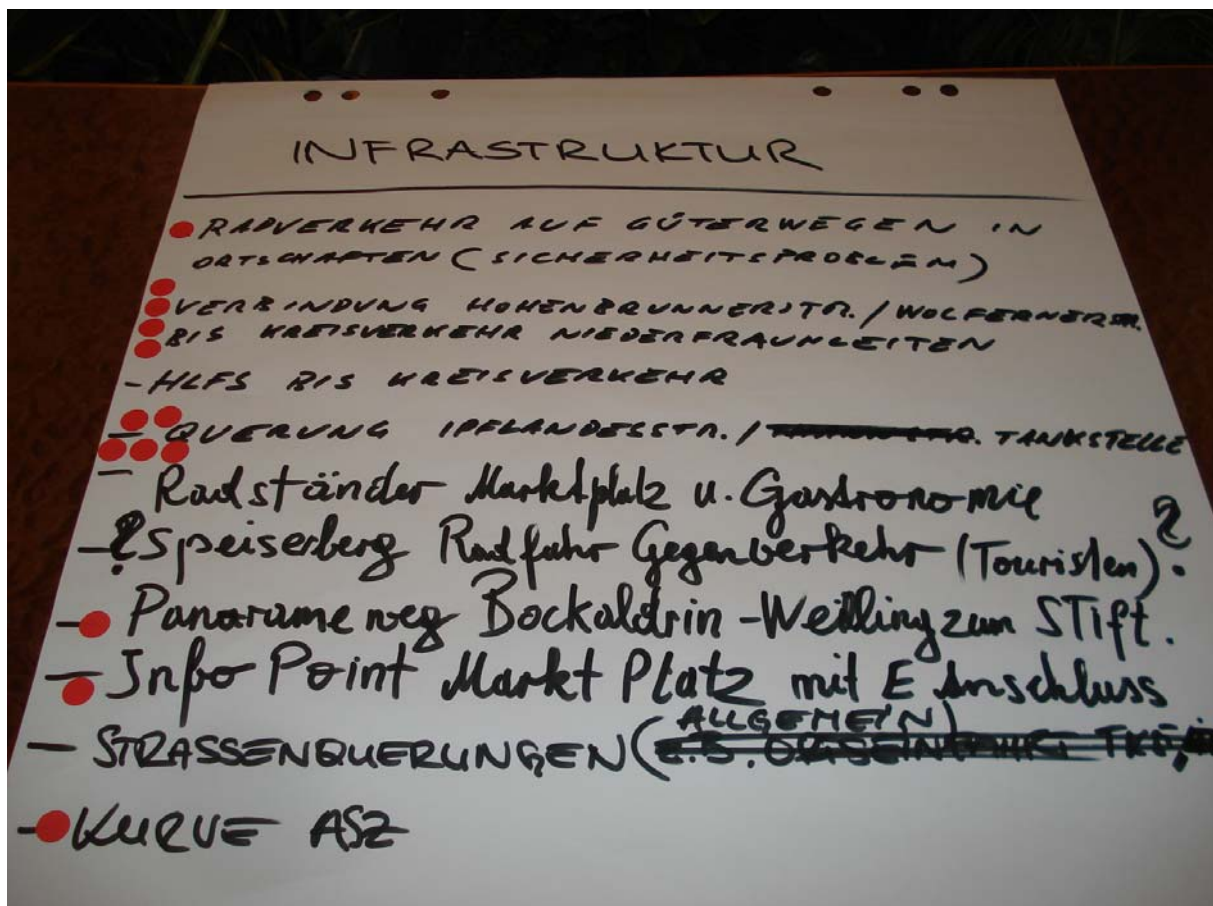 INFRASTRUKTUR
RADVERKEHR AUF GÜTERWEGEN IN
ORTSCHAFTEN (SICHERHEITSPROBLEM)
VERBINDUNG HOHENBRUNNERSTR./WOLFERNERSTR.
BIS KREISVERKEHR NIEDERFRAUNLEITEN
- HLFS BIS KREISVERKEHR
- QUERUNG IPFLANDESSTR./ TANKSTELLE
- Radständer Marktplatz u. Gastronomie
- ? Speiserberg Radfahr Gegenverkehr (Touristen)?
- Panorameweg Bockaldrin - Weilling zum STift.
- Info Point Markt Platz mit E Anschluss
- STRASSENQUERUNGEN (ALLGEMEIN)
- KURVE ASZ